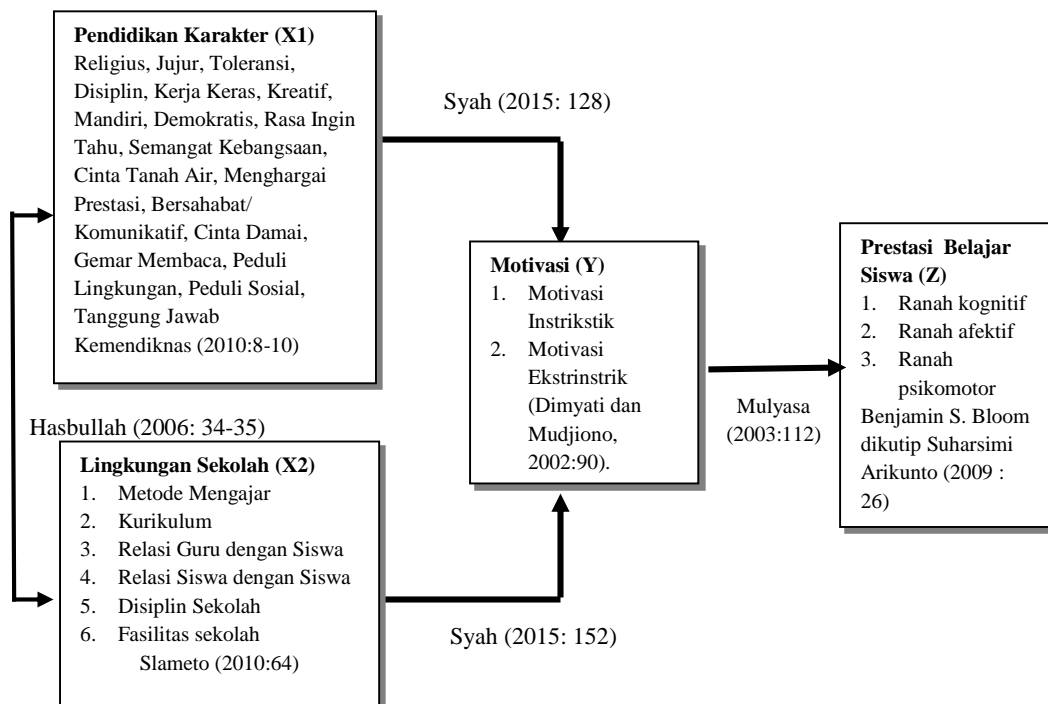 Pendidikan Karakter (X1)
Religius, Jujur, Toleransi,
Disiplin, Kerja Keras, Kreatif,
Mandiri, Demokratis, Rasa Ingin
Tahu, Semangat Kebangsaan,
Cinta Tanah Air, Menghargai
Prestasi, Bersahabat/
Komunikatif, Cinta Damai,
Gemar Membaca, Peduli
Lingkungan, Peduli Sosial,
Tanggung Jawab
Kemendiknas (2010:8-10)
Syah (2015: 128)
Hasbullah (2006: 34-35)
Lingkungan Sekolah (X2)
1. Metode Mengajar
2. Kurikulum
3. Relasi Guru dengan Siswa
4. Relasi Siswa dengan Siswa
5. Disiplin Sekolah
6. Fasilitas sekolah
Slameto (2010:64)
Syah (2015: 152)
Motivasi (Y)
1. Motivasi
Instrikstik
2. Motivasi
Ekstrinstrik
(Dimyati dan
Mudjiono,
2002:90).
Mulyasa
(2003:112)
Prestasi Belajar
Siswa (Z)
1. Ranah kognitif
2. Ranah afektif
3. Ranah
psikomotor
Benjamin S. Bloom
dikutip Suharsimi
Arikunto (2009 :
26)